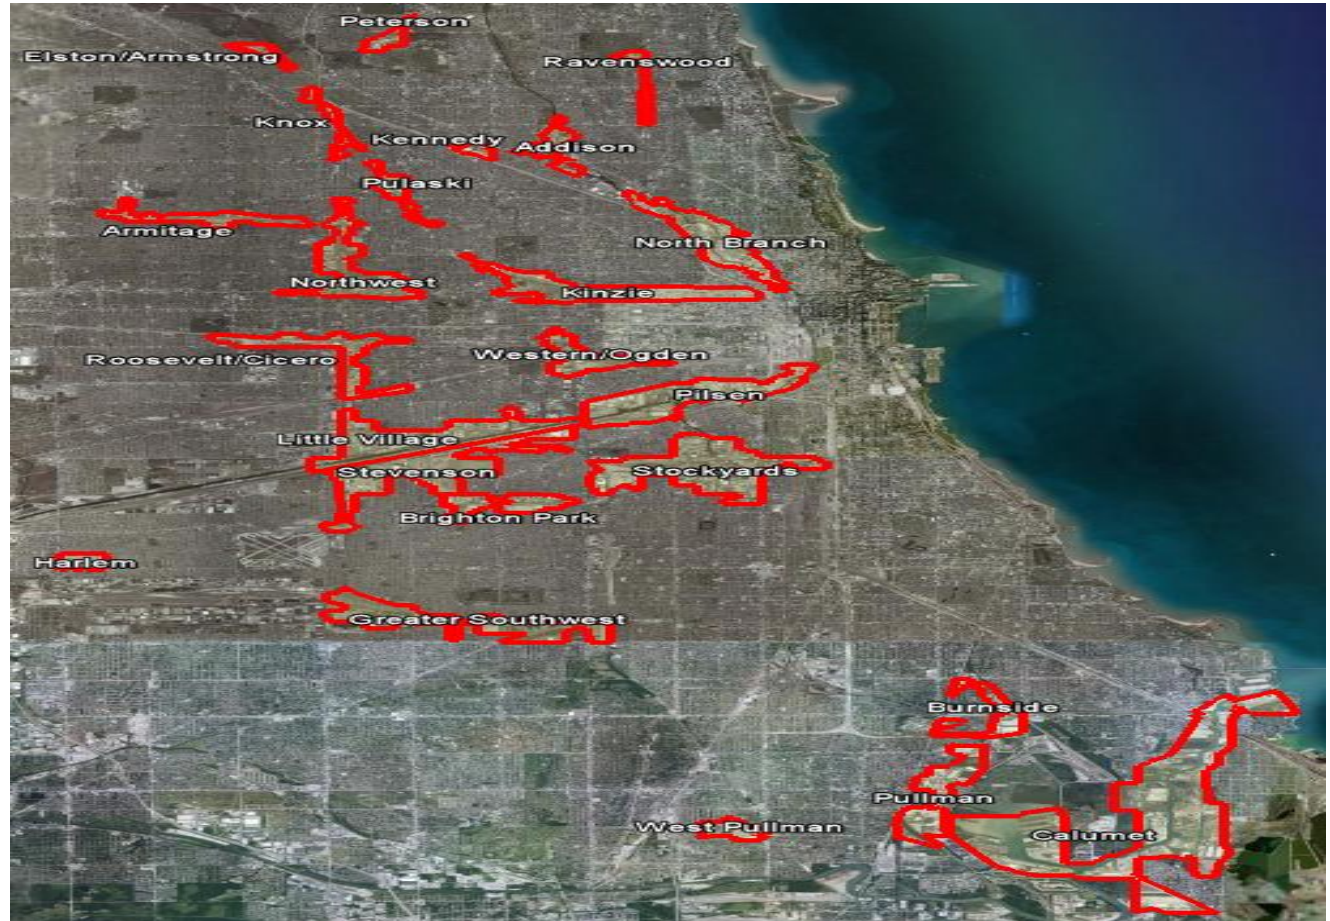 Peterson
Elston/Armstrong
Ravenswood
Knox
Kennedy
Addison
Pulaski
Armitage
North Branch
Northwest
Kinzie
Roosevelt/Cicero
Western/Ogden
Pilsen
Little Village
Stevenson
Stockyards
Brighton Park
Harlem
Greater Southwest
Burnside
Pullman
West Pullman
Calumet